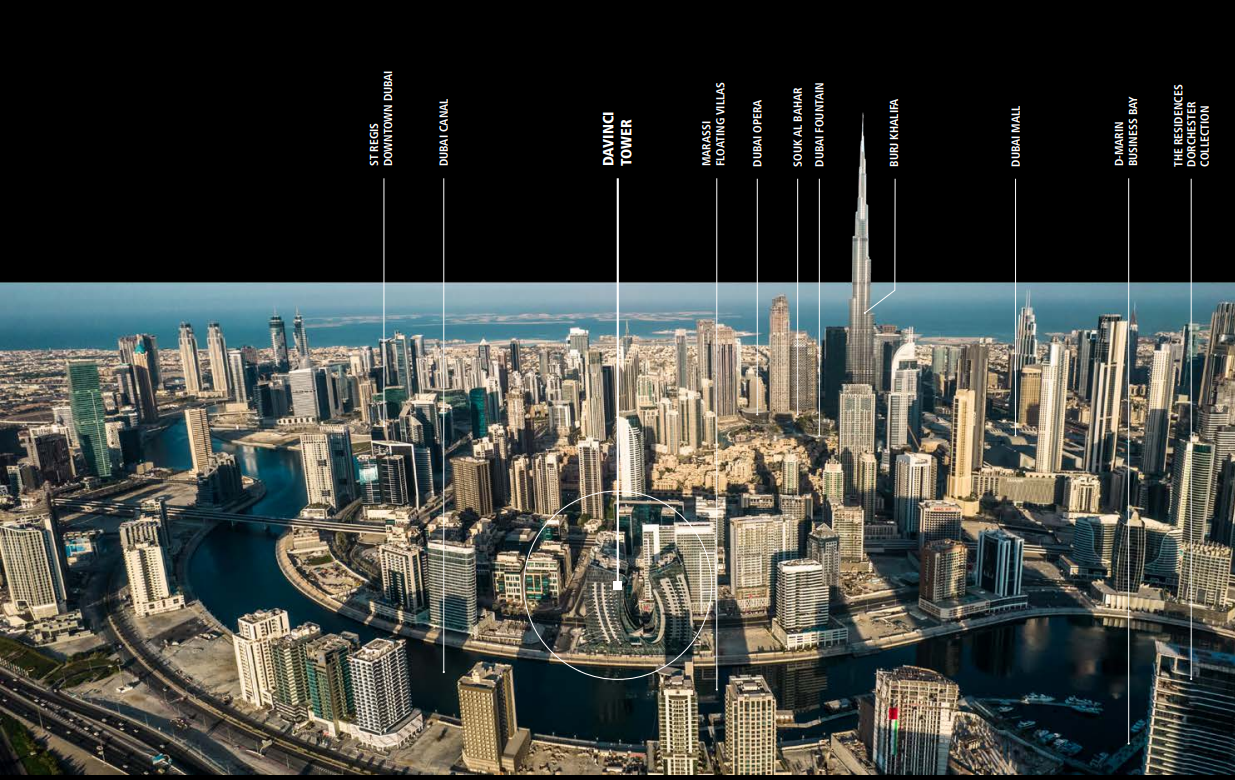 ST REGIS
DOWNTOWN DUBAI
DUBAI CANAL
DAVINCI
TOWER
MARASSI
FLOATING VILLAS
DUBAI OPERA
SOUK AL BAHAR
DUBAI FOUNTAIN
BURJ KHALIFA
DUBAI MALL
D-MARIN
BUSINESS BAY
THE RESIDENCES
DORCHESTER
COLLECTION